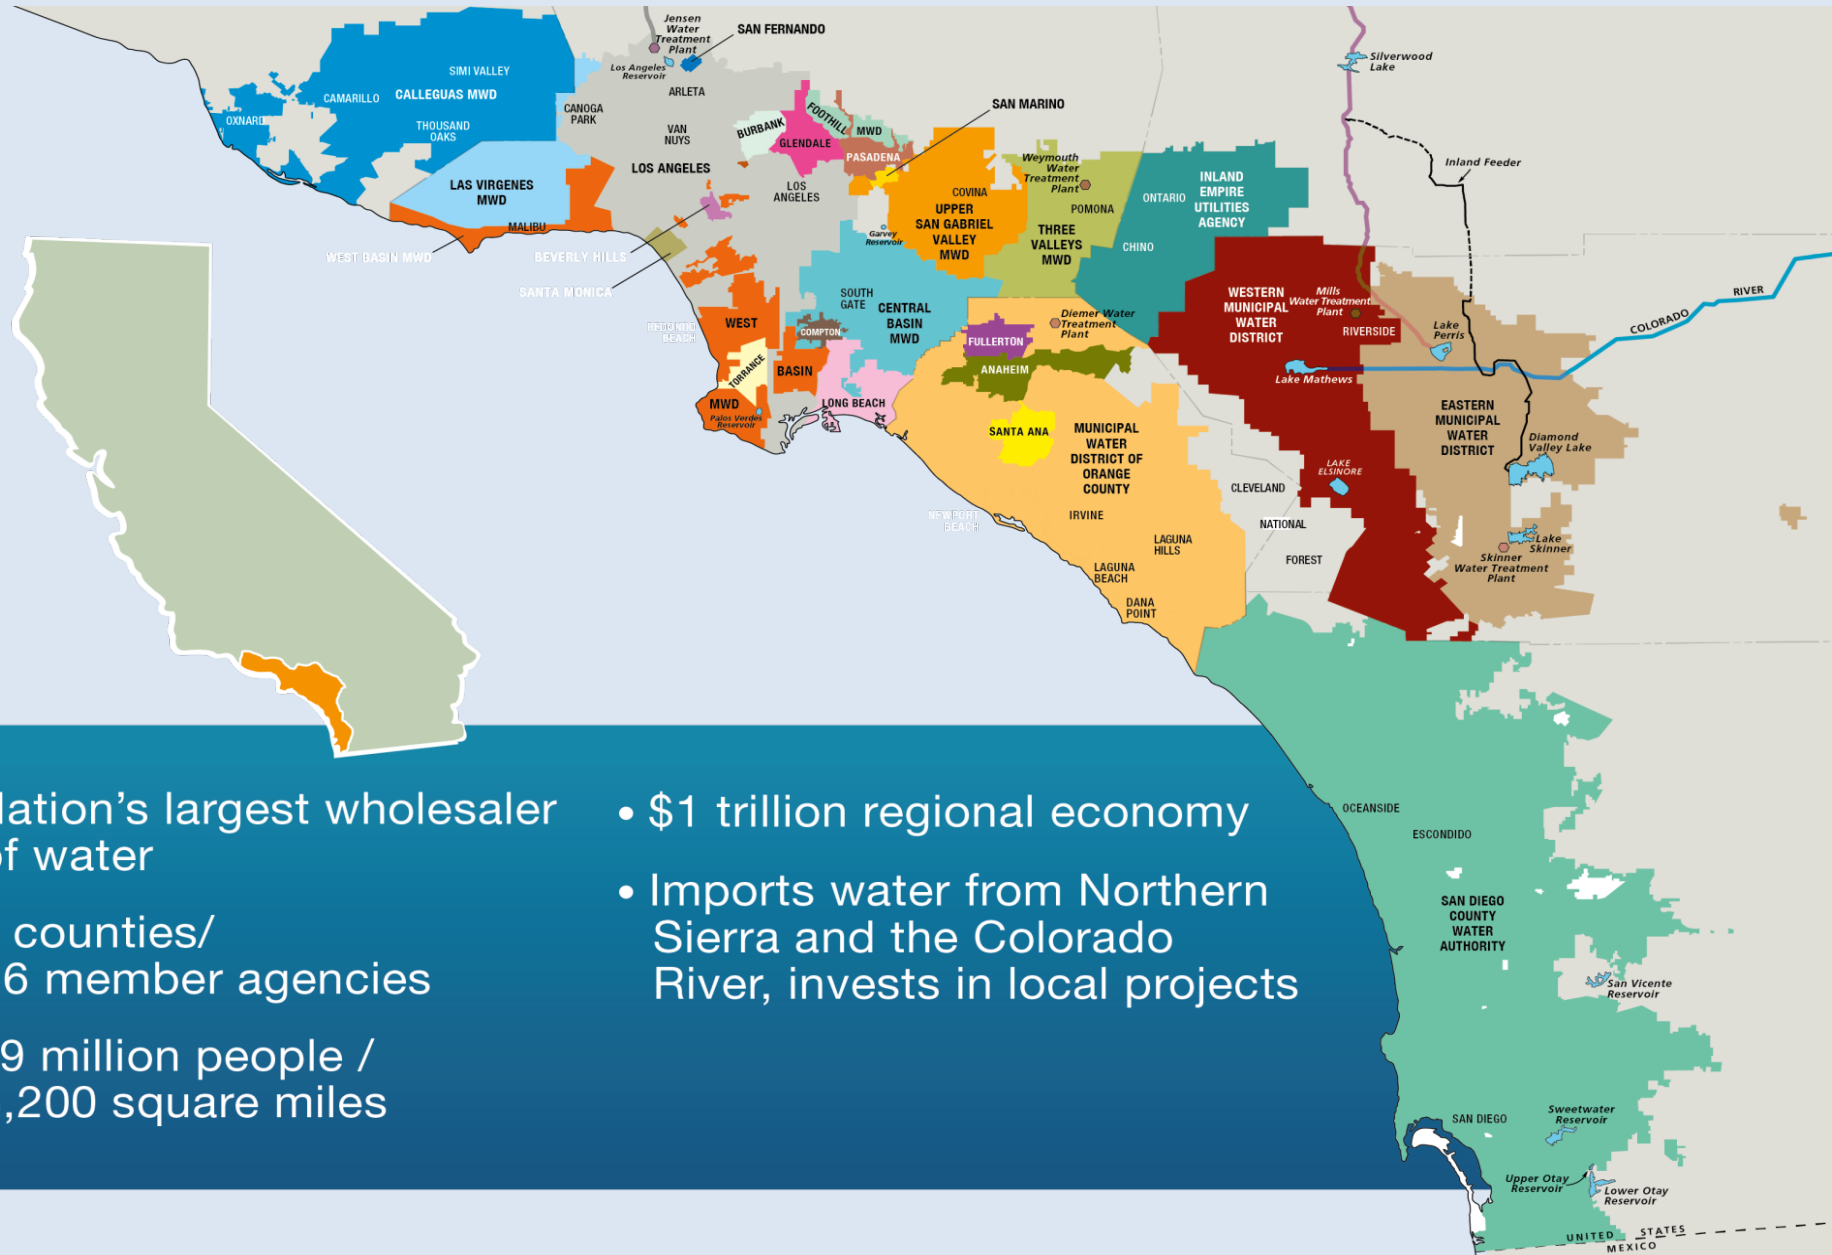 Jensen
Water
Treatment
Plant
SAN FERNANDO
Los Angeles
Reservoir
ARLETA
SIMI VALLEY
CAMARILLO
CALLEGUAS MWD
OXNARD
THOUSAND
OAKS
CANOGA
PARK
VAN
NUYS
BURBANK
GLENDALE
FOOTHILL
MWD
PASADENA
SAN MARINO
LOS ANGELES
LOS
ANGELES
LAS VIRGENES
MWD
MALIBU
WEST BASIN MWD
BEVERLY HILLS
SANTA MONICA
Garvey
Reservoir
COVINA
UPPER
SAN GABRIEL
VALLEY
MWD
Weymouth
Water
Treatment
Plant
POMONA
THREE
VALLEYS
MWD
ONTARIO
INLAND
EMPIRE
UTILITIES
AGENCY
CHINO
Silverwood
Lake
Inland Feeder
COLORADO
RIVER
REDONDO
BEACH
WEST
TORRANCE
BASIN
MWD
Palos Verdes
Reservoir
COMPTON
SOUTH
GATE
CENTRAL
BASIN
MWD
LONG BEACH
FULLERTON
Diemer Water
Treatment
Plant
ANAHEIM
SANTA ANA
MUNICIPAL
WATER
DISTRICT OF
ORANGE
COUNTY
NEWPORT
BEACH
IRVINE
LAGUNA
HILLS
LAGUNA
BEACH
DANA
POINT
WESTERN
MUNICIPAL
WATER
DISTRICT
Mills
Water Treatment
Plant
RIVERSIDE
Lake
Perris
Lake Mathews
EASTERN
MUNICIPAL
WATER
DISTRICT
Diamond
Valley Lake
LAKE
ELSINORE
CLEVELAND
NATIONAL
FOREST
Lake
Skinner
Skinner
Water Treatment
Plant
OCEANSIDE
ESCONDIDO
SAN DIEGO
COUNTY
WATER
AUTHORITY
San Vicente
Reservoir
SAN DIEGO
Sweetwater
Reservoir
Upper Otay
Reservoir
Lower Otay
Reservoir
UNITED STATES
MEXICO
lation's largest wholesaler
of water
counties/
6 member agencies
9 million people /
,200 square miles
• $1 trillion regional economy
• Imports water from Northern
Sierra and the Colorado
River, invests in local projects